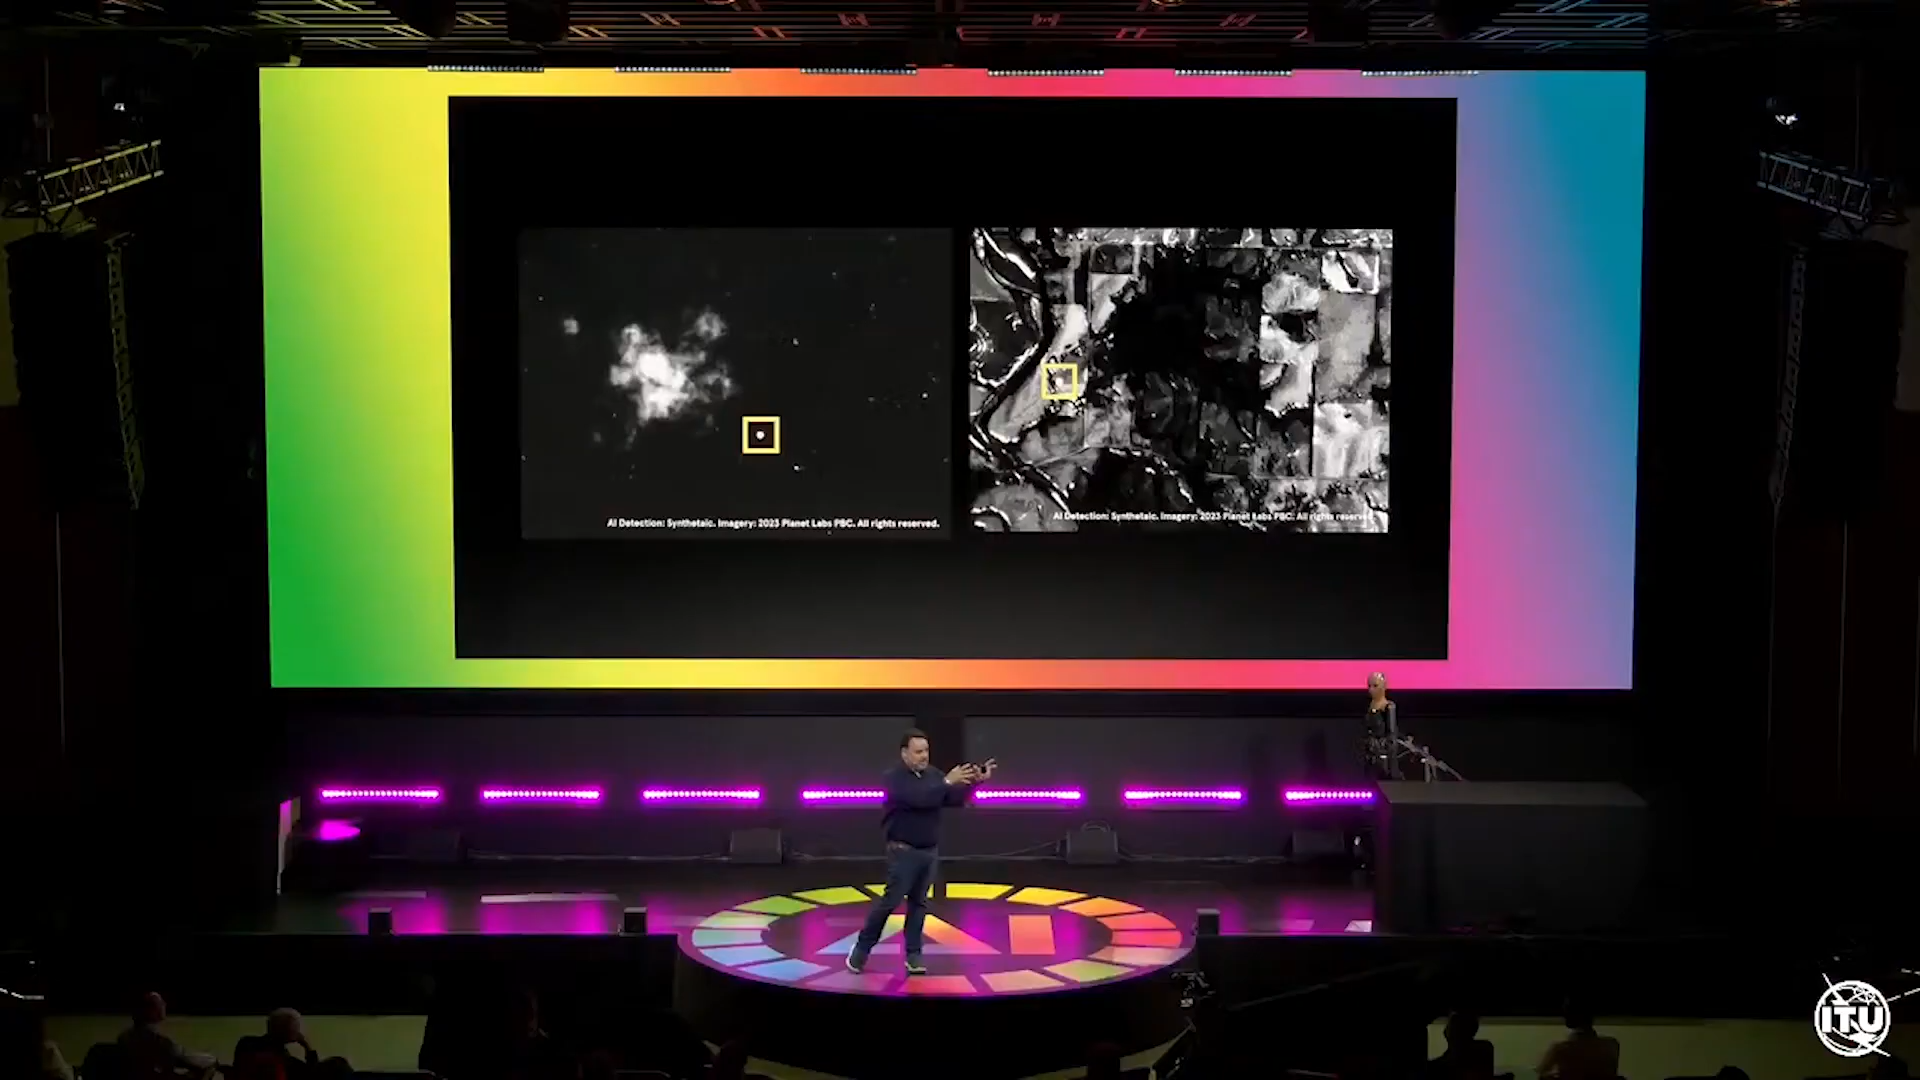 AI Detection: Synthetaic. Imagery: 2023 Planet Labs PBC. All rights reserved.
AI Detection: Synthetaic. Imagery: 2023 Planet Labs PBC. All rights reserved.
AI
ITU